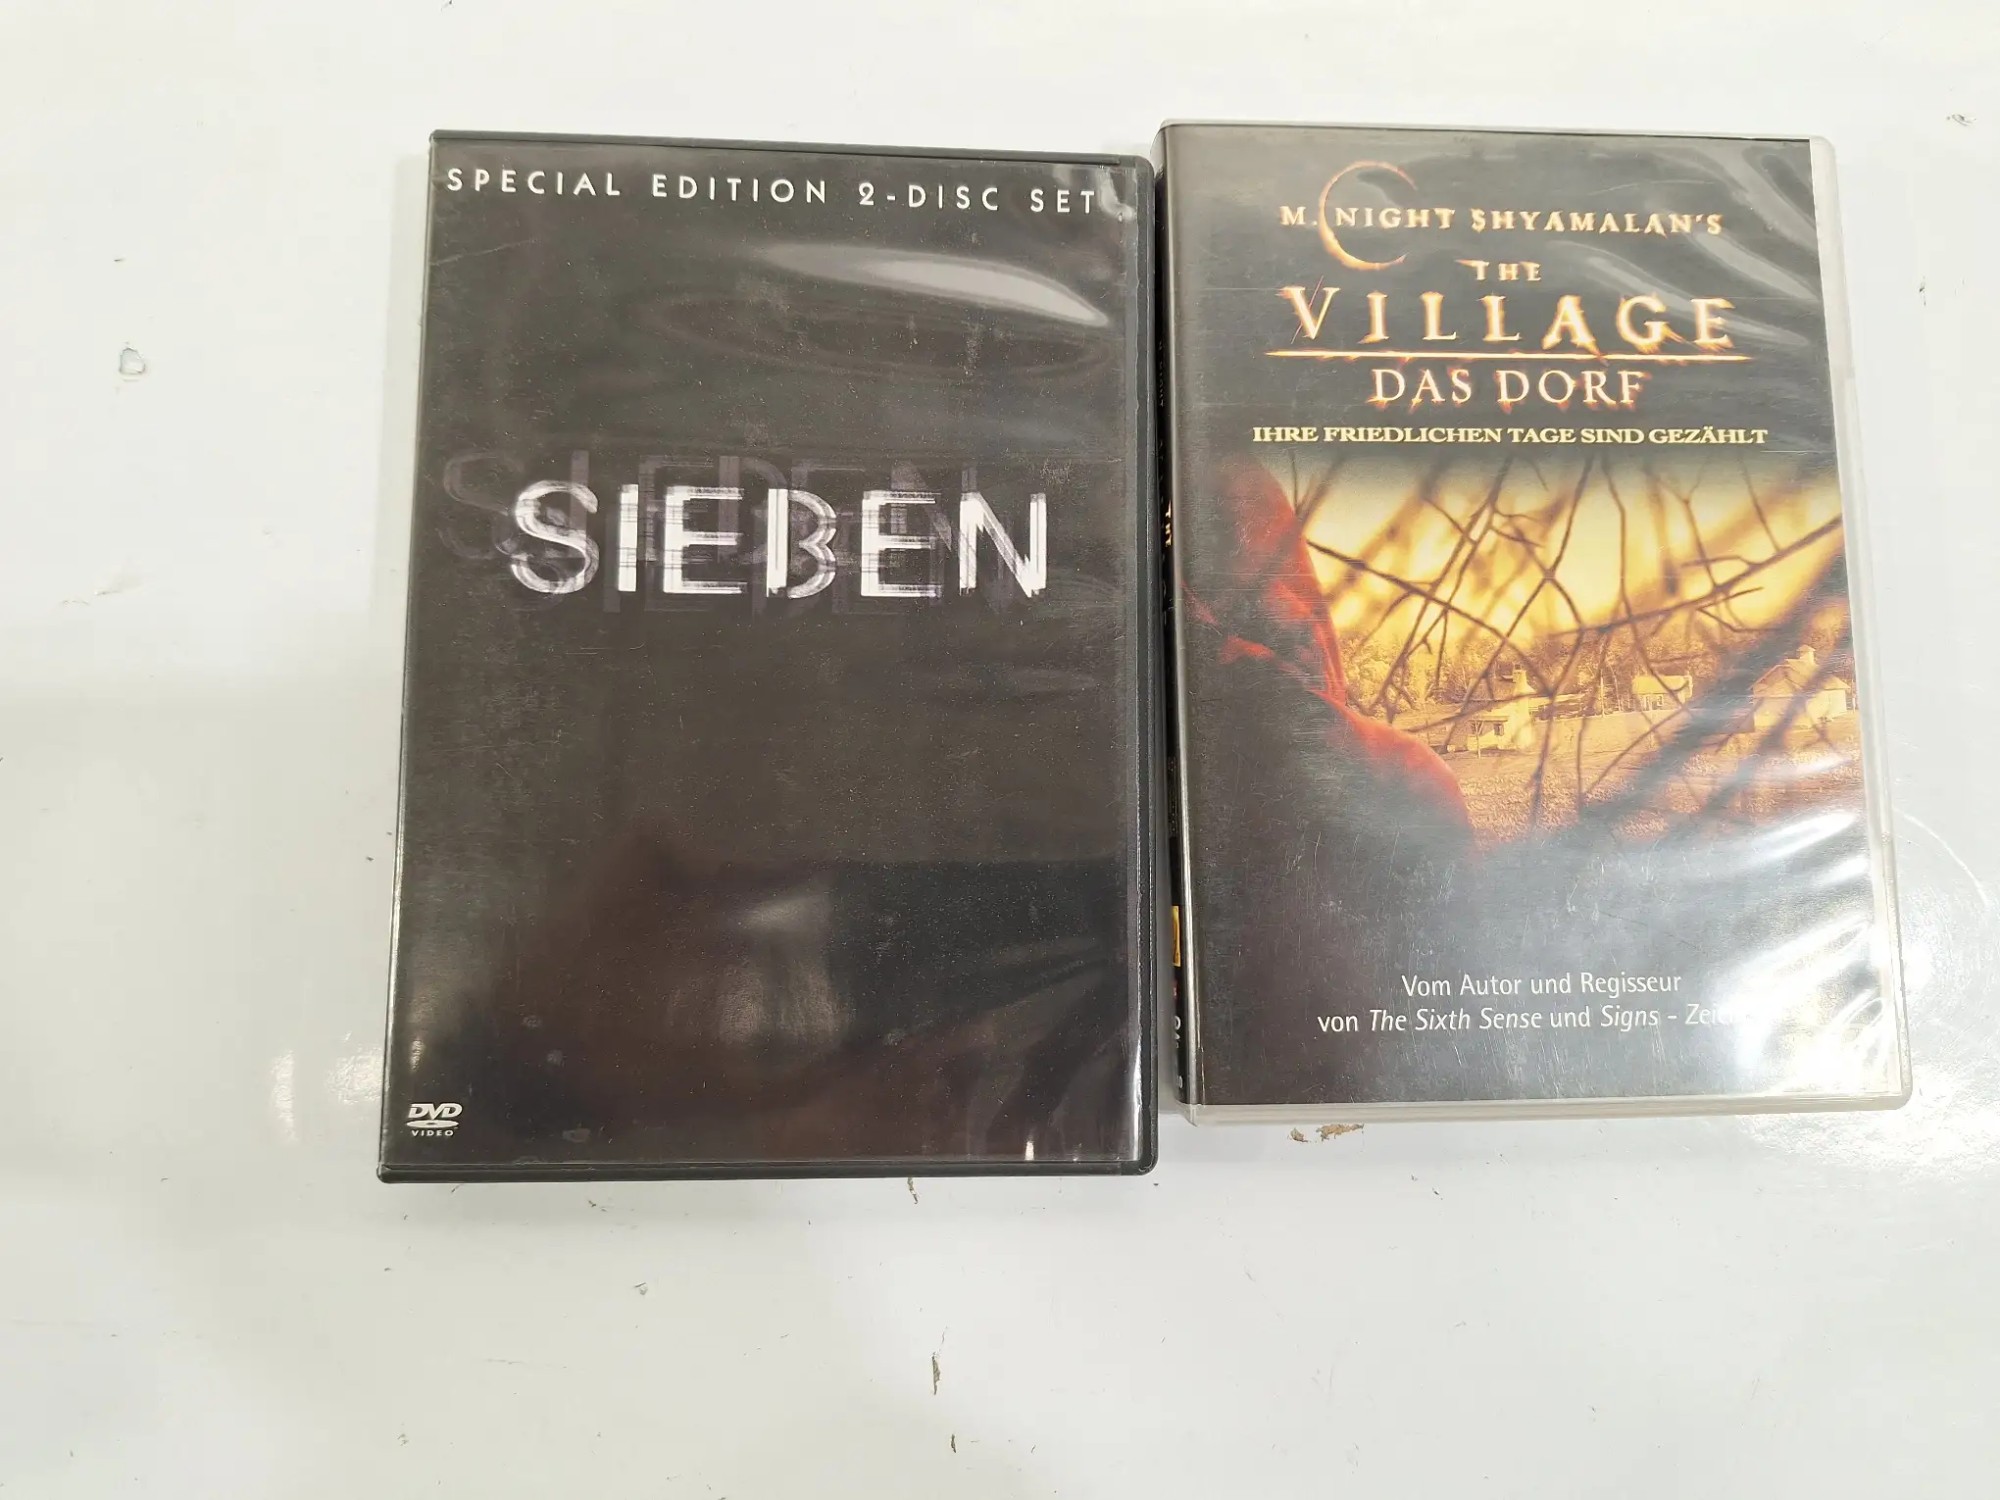 SPECIAL EDITION 2-DISC SET
SIEBEN
DVD
VIDEO
M. NIGHT SHYAMALAN'S
THE
VILLAGE
DAS DORF
IHRE FRIEDLICHEN TAGE SIND GEZÄHLT
Vom Autor und Regisseur
von The Sixth Sense und Signs -